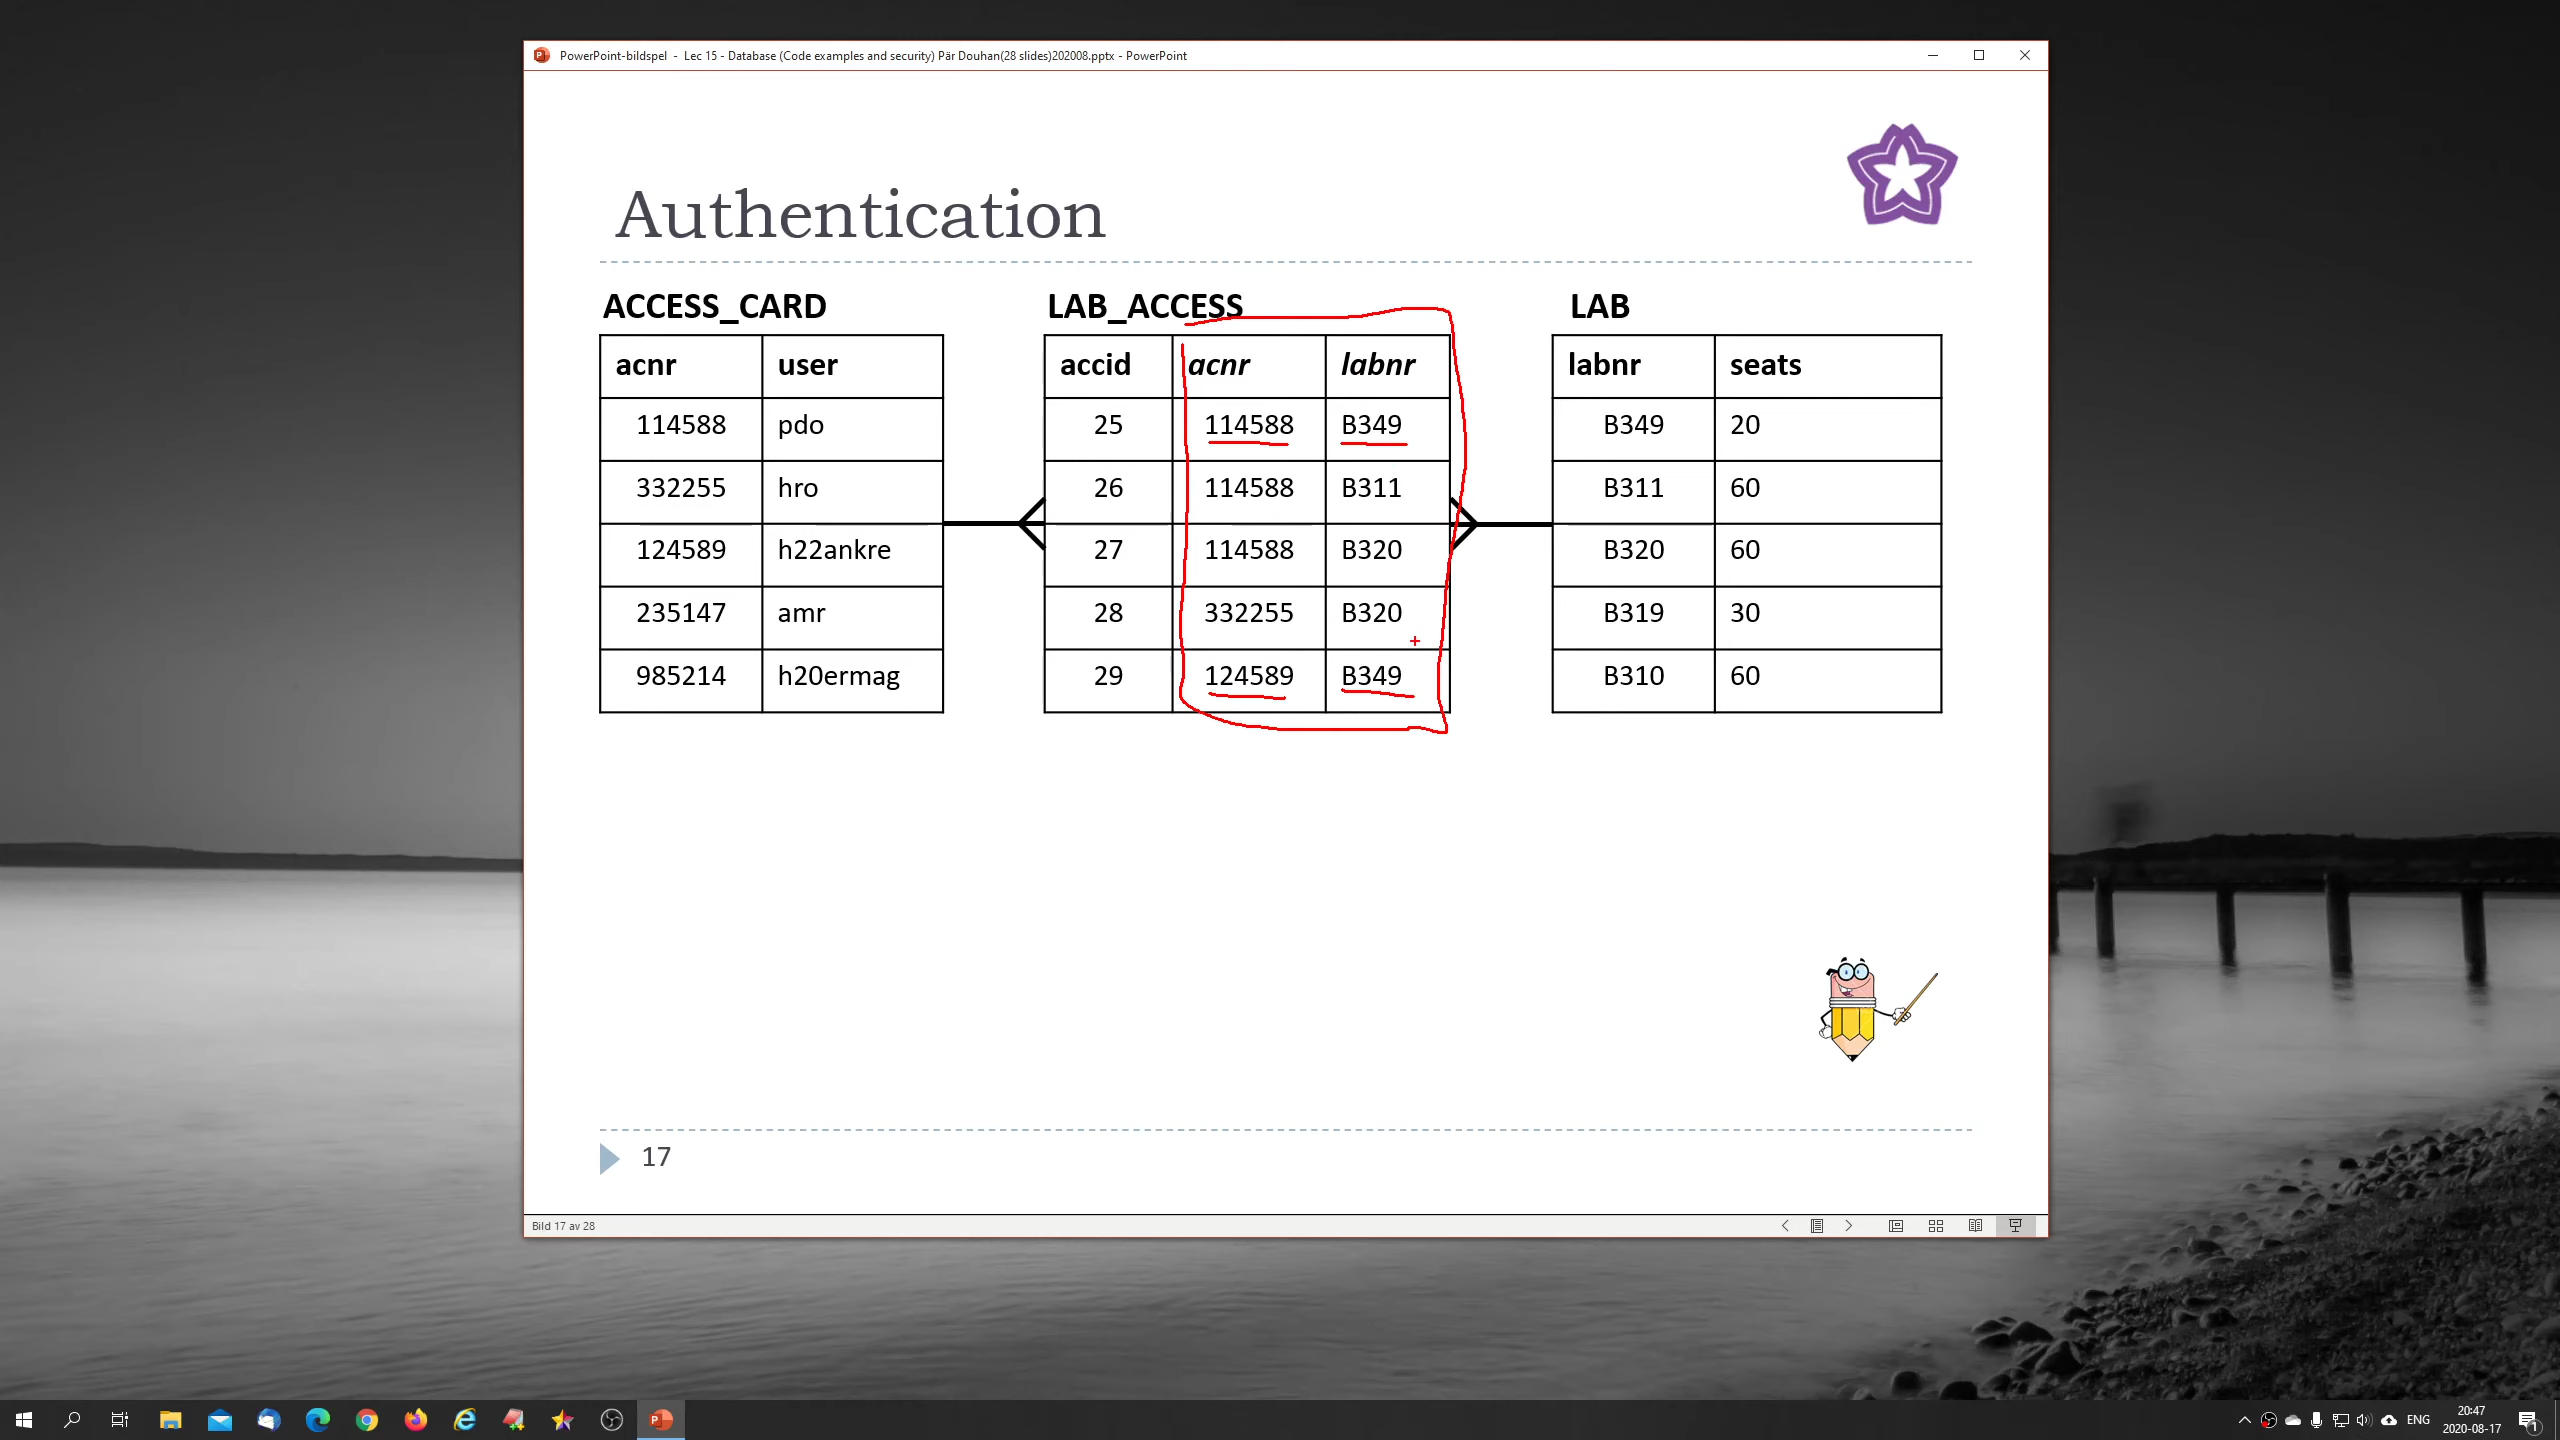 PowerPoint-bildspel - Lec 15 - Database (Code examples and security) Pär Douhan(28 slides)202008.pptx - PowerPoint
Authentication
ACCESS_CARD
acnr user
114588 pdo
332255 hro
124589 h22ankre
235147 amr
985214 h20ermag
LAB_ACCESS
accid acnr labnr
25 114588 B349
26 114588 B311
27 114588 B320
28 332255 B320
29 124589 B349
LAB
labnr seats
B349 20
B311 60
B320 60
B319 30
B310 60
17
Bild 17 av 28
ENG
20:47
2020-08-17
1